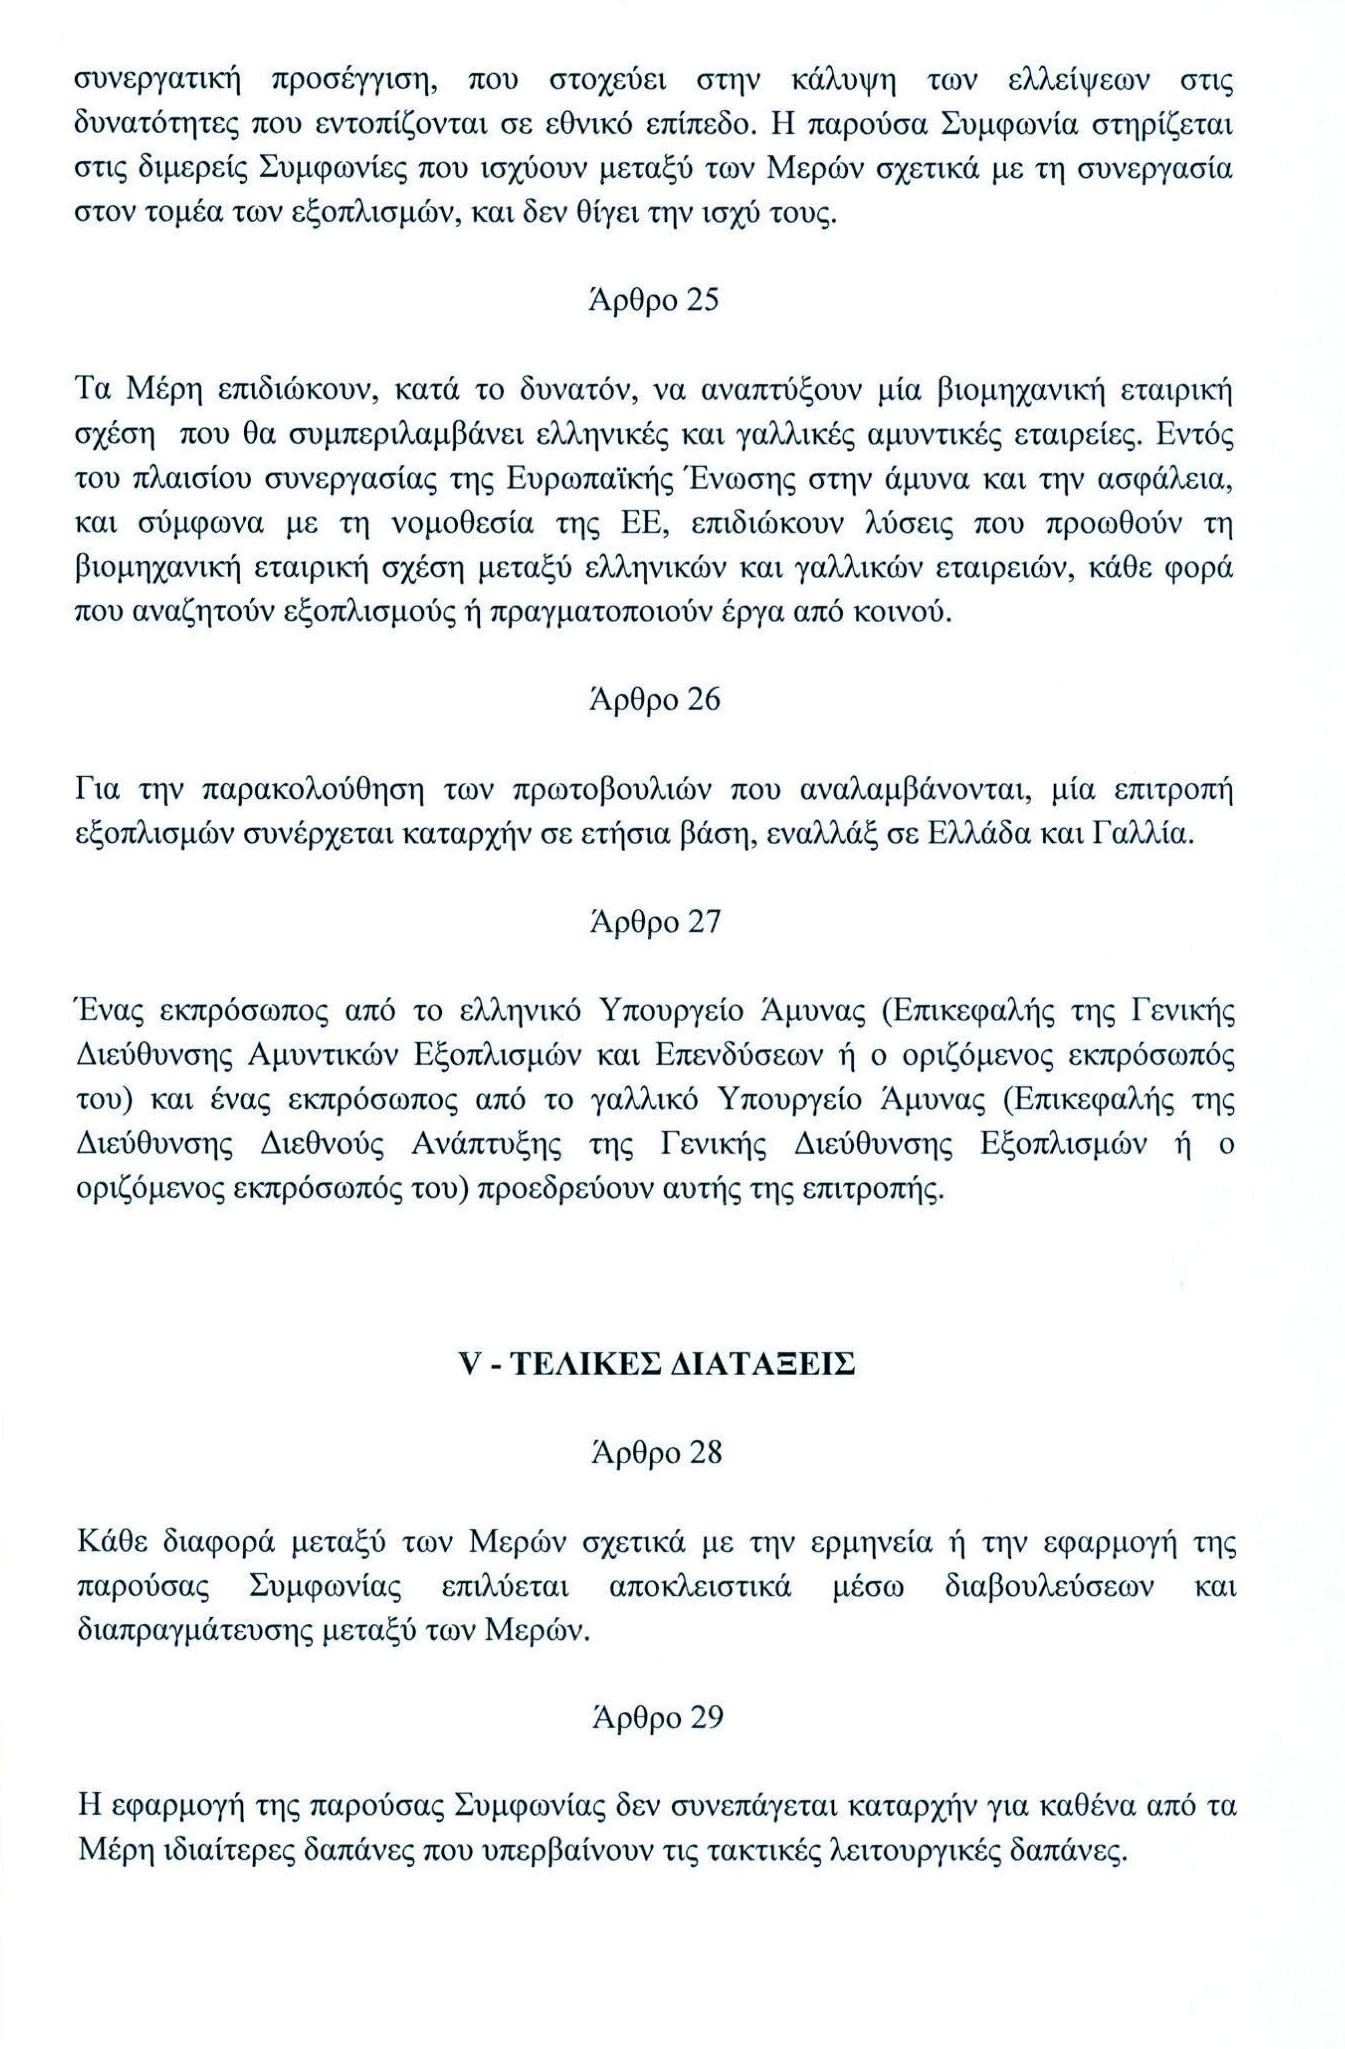 συνεργατική προσέγγιση, που στοχεύει στην κάλυψη των ελλείψεων στις
δυνατότητες που εντοπίζονται σε εθνικό επίπεδο. Η παρούσα Συμφωνία στηρίζεται
στις διμερείς Συμφωνίες που ισχύουν μεταξύ των Μερών σχετικά με τη συνεργασία
στον τομέα των εξοπλισμών, και δεν θίγει την ισχύ τους.
Άρθρο 25
Τα Μέρη επιδιώκουν, κατά το δυνατόν, να αναπτύξουν μία βιομηχανική εταιρική
σχέση που θα συμπεριλαμβάνει ελληνικές και γαλλικές αμυντικές εταιρείες. Εντός
του πλαισίου συνεργασίας της Ευρωπαϊκής Ένωσης στην άμυνα και την ασφάλεια,
και σύμφωνα με τη νομοθεσία της ΕΕ, επιδιώκουν λύσεις που προωθούν τη
βιομηχανική εταιρική σχέση μεταξύ ελληνικών και γαλλικών εταιρειών, κάθε φορά
που αναζητούν εξοπλισμούς ή πραγματοποιούν έργα από κοινού.
Άρθρο 26
Για την παρακολούθηση των πρωτοβουλιών που αναλαμβάνονται, μία επιτροπή
εξοπλισμών συνέρχεται καταρχήν σε ετήσια βάση, εναλλάξ σε Ελλάδα και Γαλλία.
Άρθρο 27
Ένας εκπρόσωπος από το ελληνικό Υπουργείο Άμυνας (Επικεφαλής της Γενικής
Διεύθυνσης Αμυντικών Εξοπλισμών και Επενδύσεων ή ο οριζόμενος εκπρόσωπός
του) και ένας εκπρόσωπος από το γαλλικό Υπουργείο Άμυνας (Επικεφαλής της
Διεύθυνσης Διεθνούς Ανάπτυξης της Γενικής Διεύθυνσης Εξοπλισμών ή ο
οριζόμενος εκπρόσωπός του) προεδρεύουν αυτής της επιτροπής.
V - ΤΕΛΙΚΕΣ ΔΙΑΤΑΞΕΙΣ
Άρθρο 28
Κάθε διαφορά μεταξύ των Μερών σχετικά με την ερμηνεία ή την εφαρμογή της
παρούσας Συμφωνίας επιλύεται αποκλειστικά μέσω διαβουλεύσεων και
διαπραγμάτευσης μεταξύ των Μερών.
Άρθρο 29
Η εφαρμογή της παρούσας Συμφωνίας δεν συνεπάγεται καταρχήν για καθένα από τα
Μέρη ιδιαίτερες δαπάνες που υπερβαίνουν τις τακτικές λειτουργικές δαπάνες.